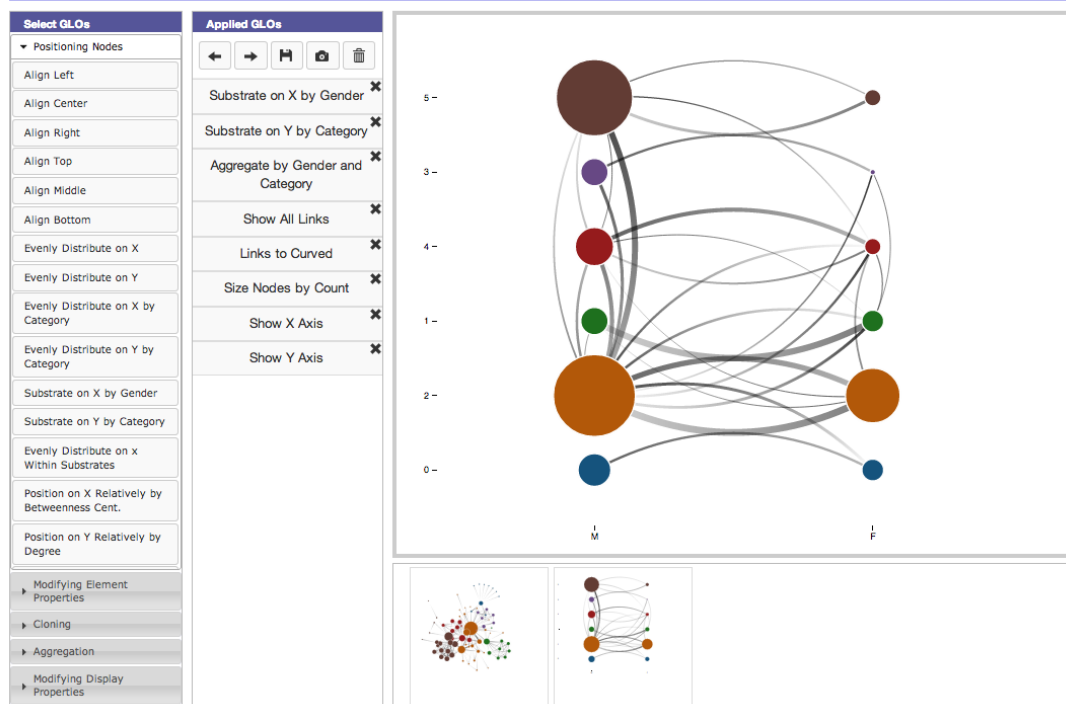 Select GLOs
Positioning Nodes
Align Left
Align Center
Align Right
Align Top
Align Middle
Align Bottom
Evenly Distribute on X
Evenly Distribute on Y
Evenly Distribute on X by
Category
Evenly Distribute on Y by
Category
Substrate on X by Gender
Substrate on Y by Category
Evenly Distribute on x
Within Substrates
Position on X Relatively by
Betweenness Cent.
Position on Y Relatively by
Degree
Modifying Element
Properties
Cloning
Aggregation
Modifying Display
Properties
Applied GLOs
Substrate on X by Gender
Substrate on Y by Category
Aggregate by Gender and
Category
Show All Links
Links to Curved
Size Nodes by Count
Show X Axis
Show Y Axis
5
3
4
1
2
0
M F